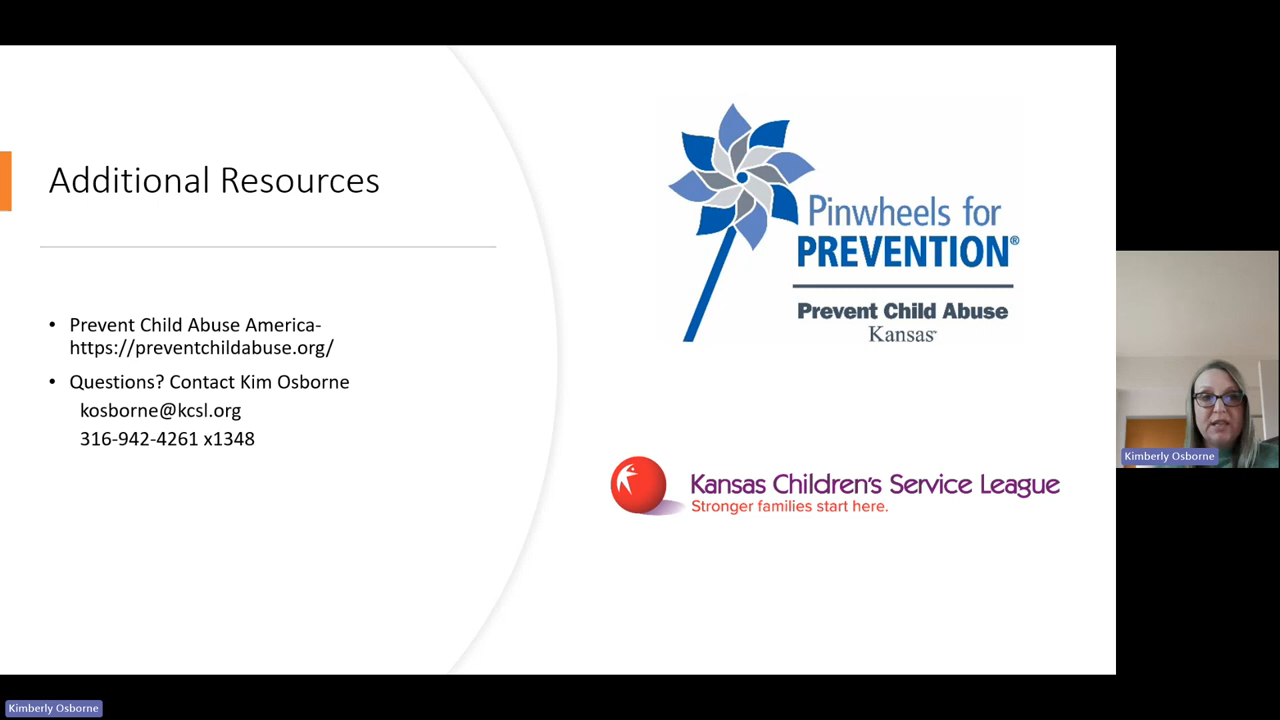 Additional Resources
• Prevent Child Abuse America-
https://preventchildabuse.org/
• Questions? Contact Kim Osborne
kosborne@kcsl.org
316-942-4261 x1348
Pinwheels for
PREVENTION®
Prevent Child Abuse
Kansas℠
Kansas Children's Service League
Stronger families start here.
Kimberly Osborne
Kimberly Osborne